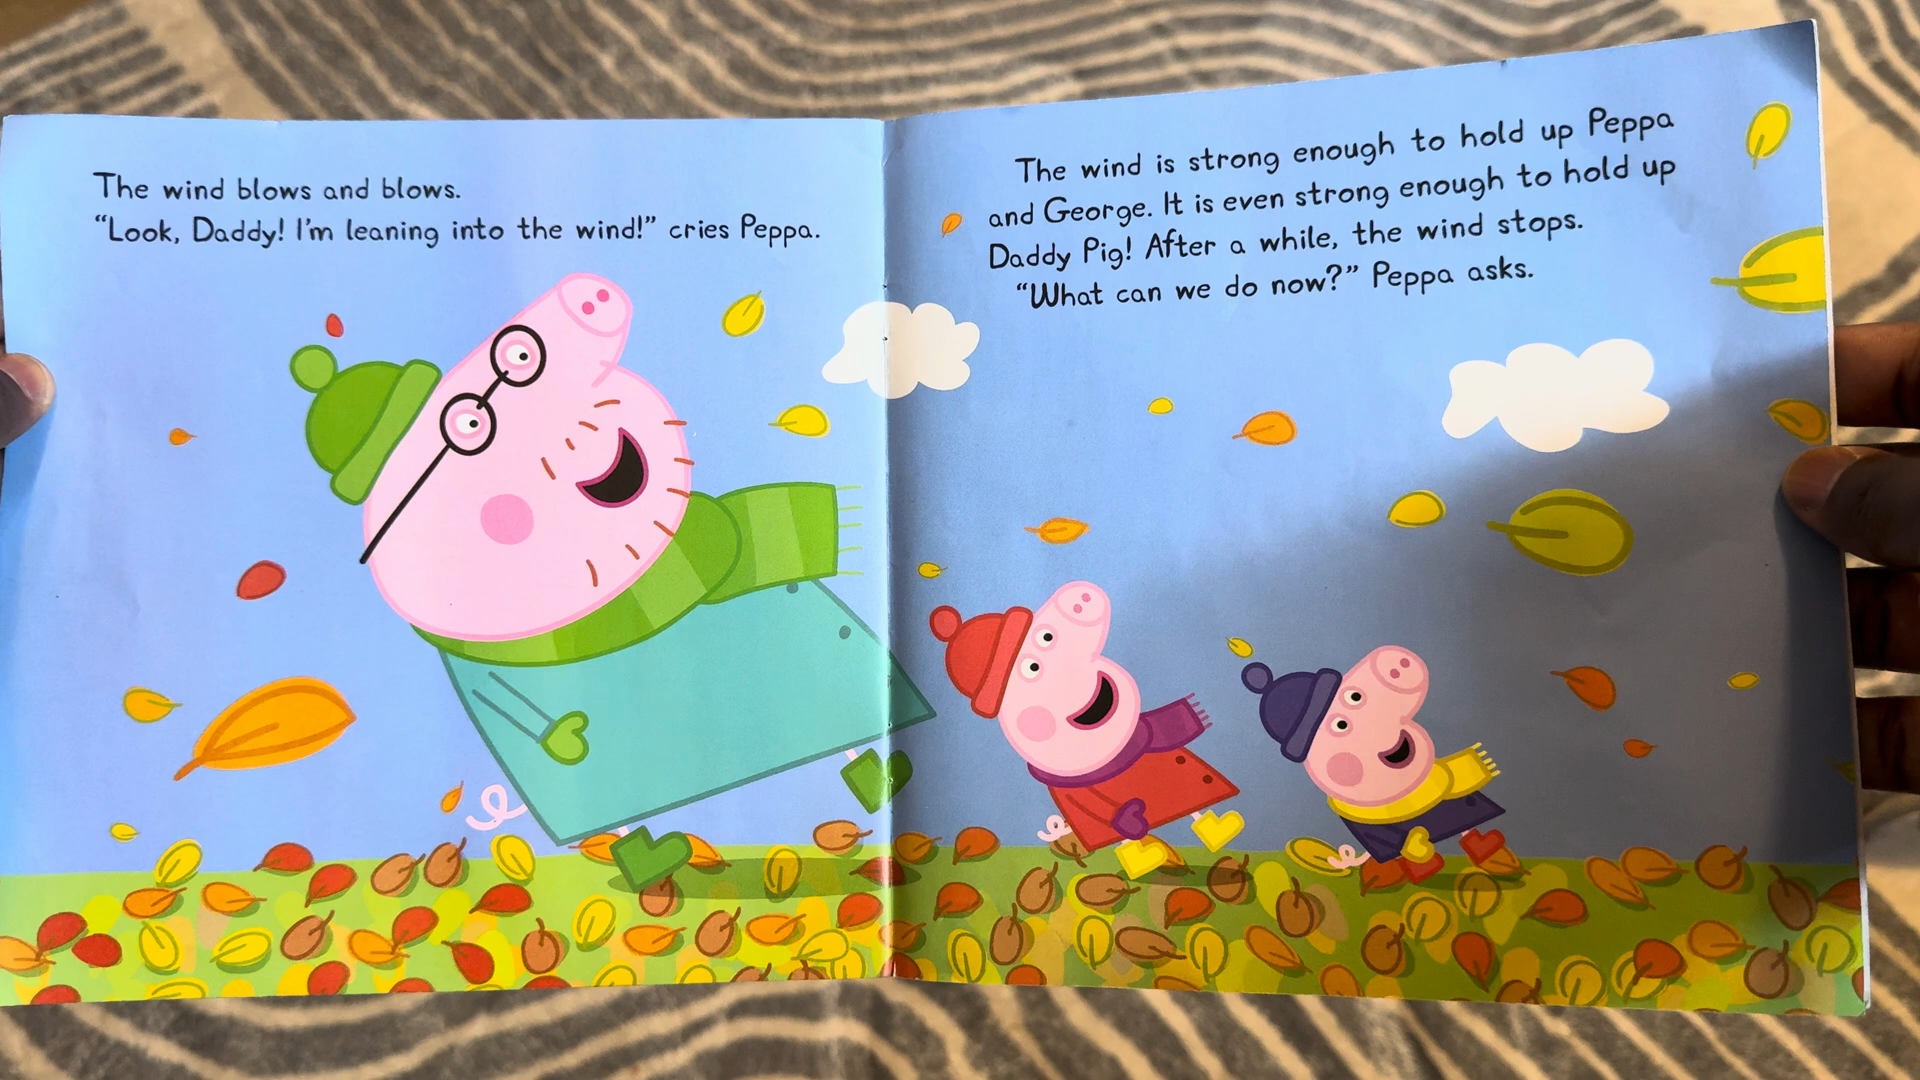 The wind blows and blows.
“Look, Daddy! I’m leaning into the wind!” cries Peppa.
The wind is strong enough to hold up Peppa
and George. It is even strong enough to hold up
Daddy Pig! After a while, the wind stops.
“What can we do now?” Peppa asks.